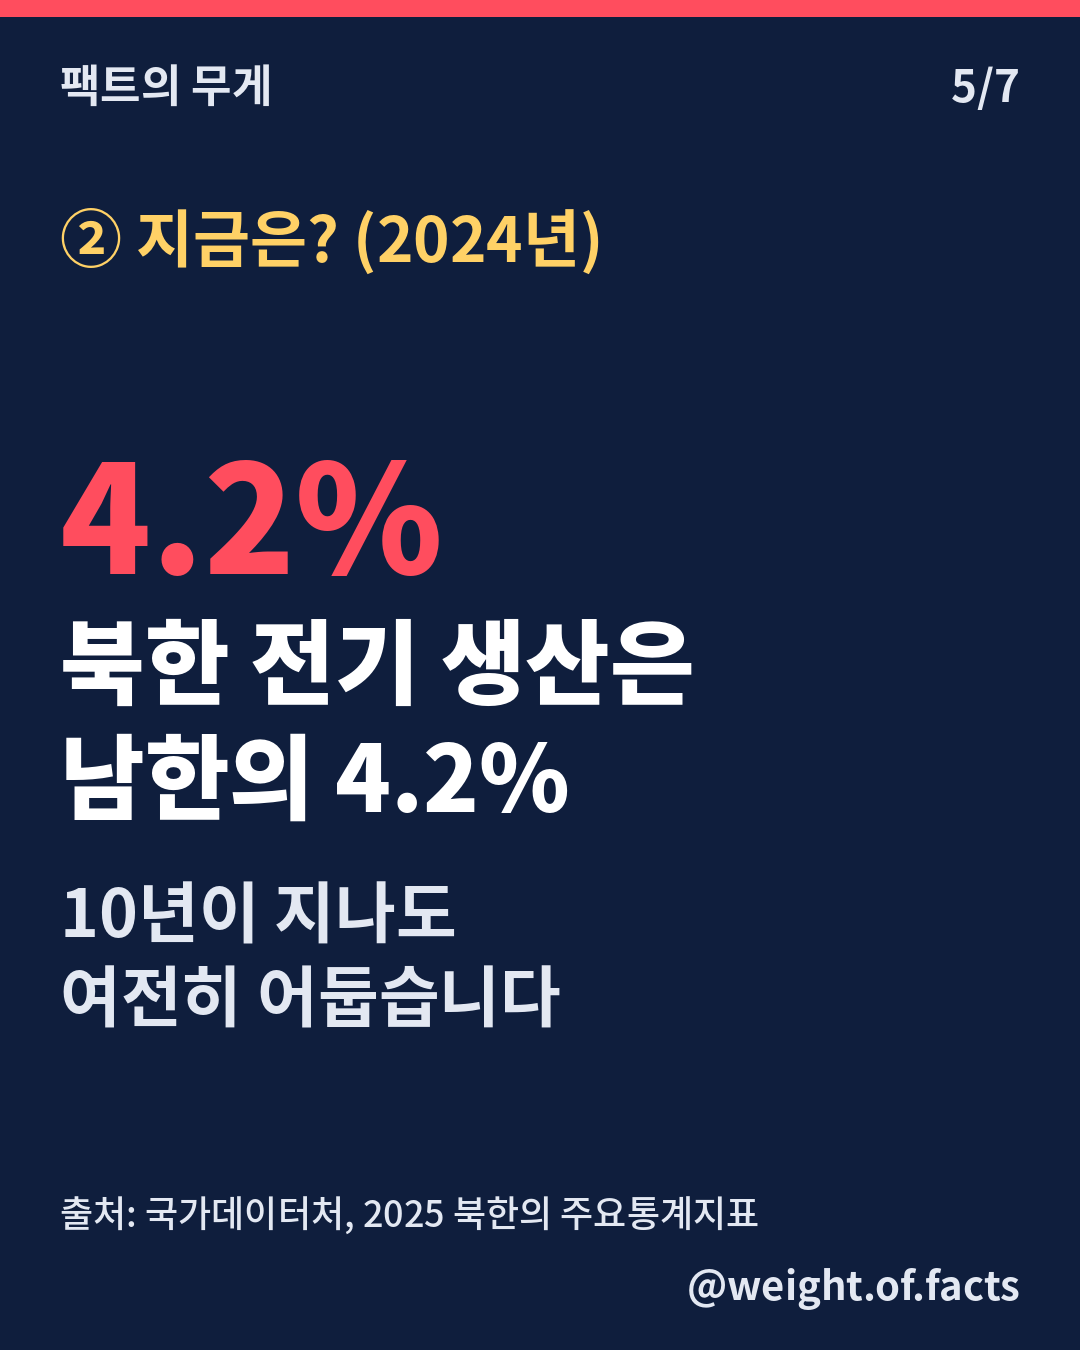 팩트의 무게
5/7
② 지금은? (2024년)
4.2%
북한 전기 생산은
남한의 4.2%
10년이 지나도
여전히 어둡습니다
출처: 국가데이터처, 2025 북한의 주요통계지표
@weight.of.facts